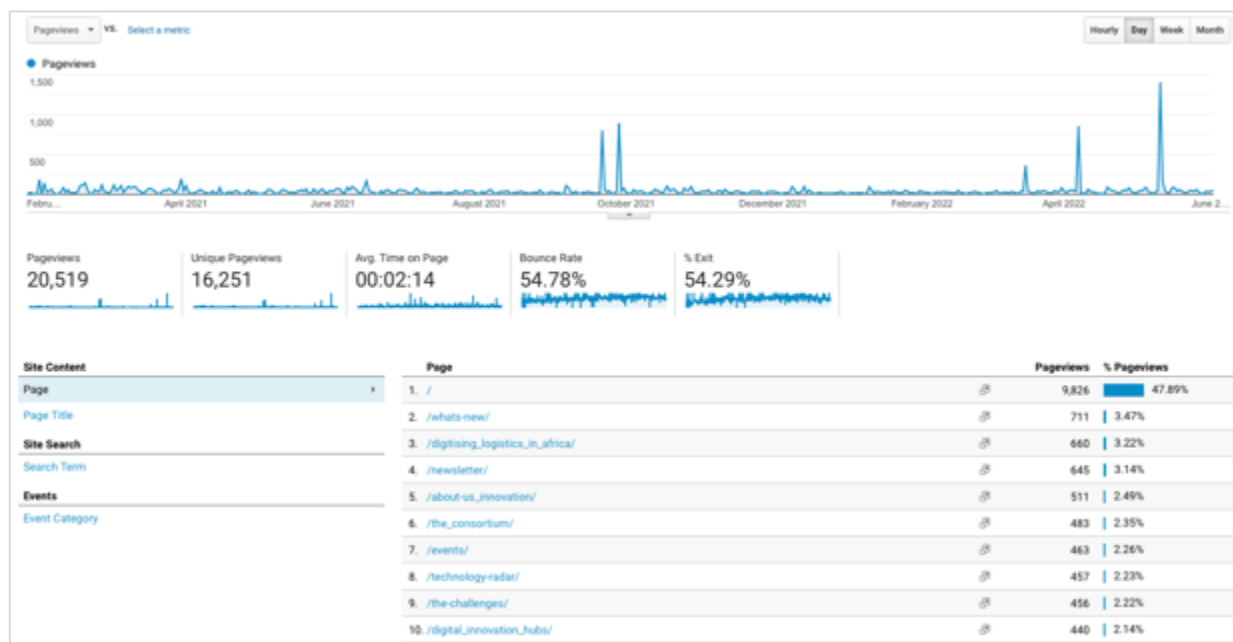 Pageviews VS. Select a metric
Hourly Day Week Month
Pageviews
1,500
1,000
500
Febru... April 2021 June 2021 August 2021 October 2021 December 2021 February 2022 April 2022 June 2...
Pageviews Unique Pageviews Avg. Time on Page Bounce Rate % Exit
20,519 16,251 00:02:14 54.78% 54.29%
Site Content
Page
Page Title
Site Search
Search Term
Events
Event Category
Page Pageviews % Pageviews
1. / 9,826 47.89%
2. /whats-new/ 711 3.47%
3. /digitising_logistics_in_africa/ 660 3.22%
4. /newsletter/ 645 3.14%
5. /about-us_innovation/ 511 2.49%
6. /the_consortium/ 483 2.35%
7. /events/ 463 2.26%
8. /technology-radar/ 457 2.23%
9. /the-challenges/ 456 2.22%
10. /digital_innovation_hubs/ 440 2.14%